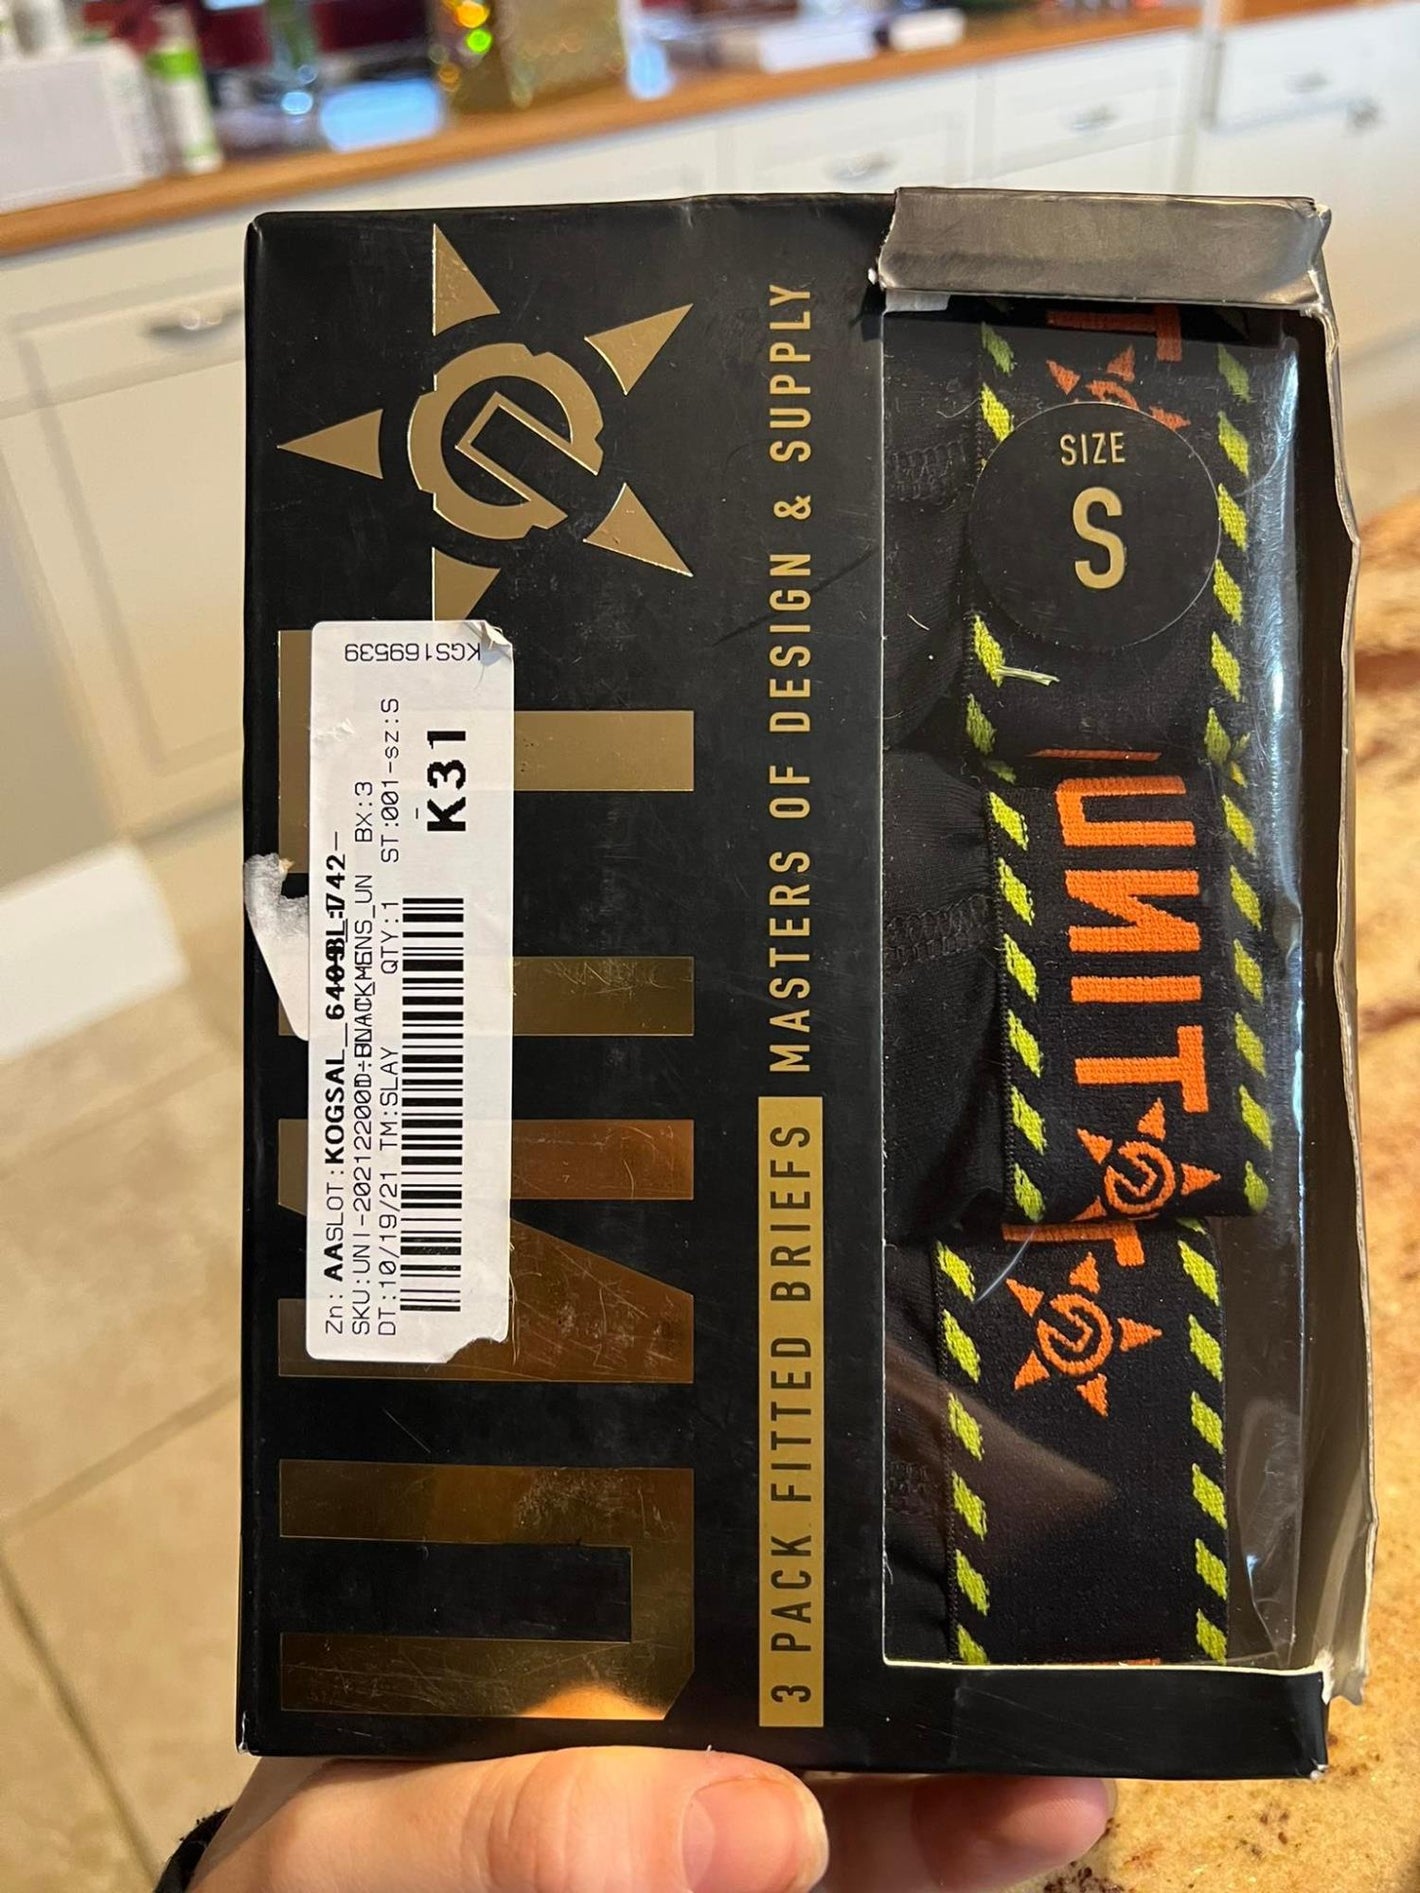 UNIT
3 PACK FITTED BRIEFS MASTERS OF DESIGN & SUPPLY
SIZE
S
T
UNIT
T
KGS169539
Zn: AASLOT:KOGSAL_
SKU:UNI- MENS_UN BX:3
DT:10/19/21 TM:SLAY QTY:1 ST:001-sz:S
K31